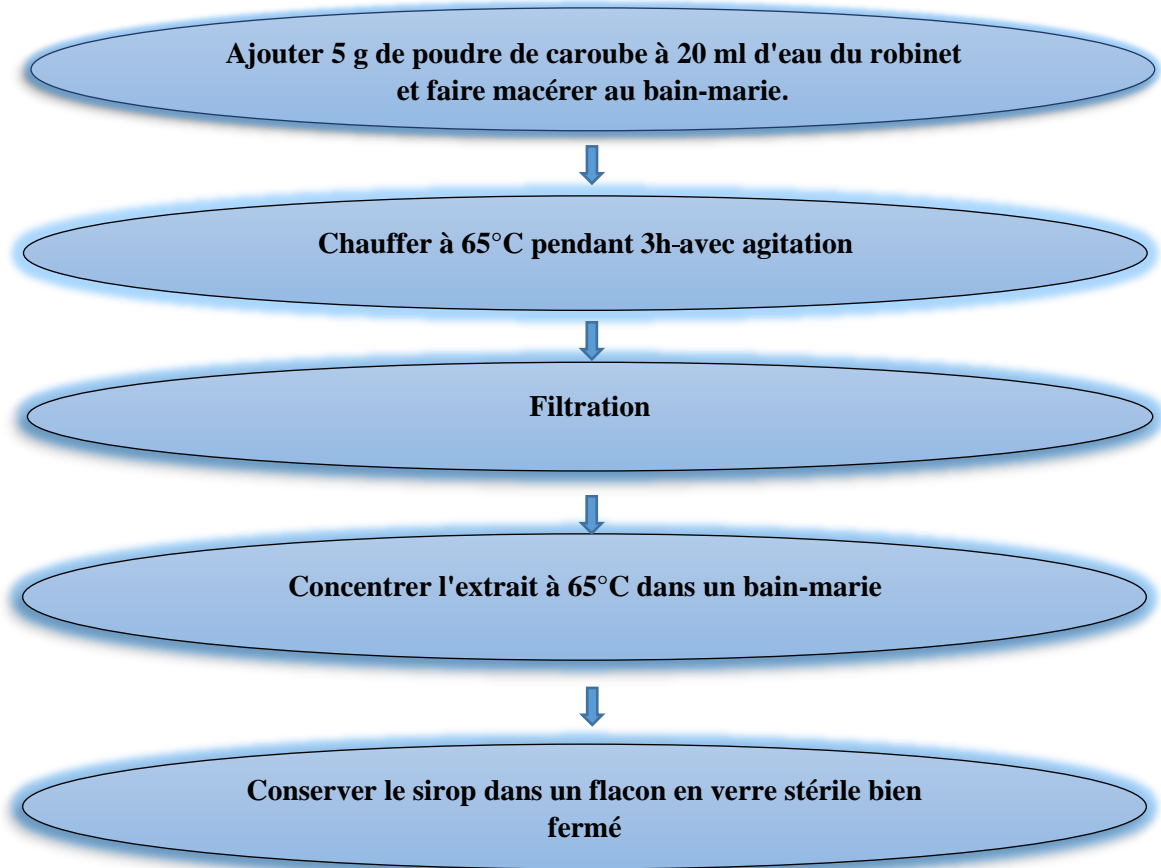 Ajouter 5 g de poudre de caroube à 20 ml d'eau du robinet
et faire macérer au bain-marie.
Chauffer à 65°C pendant 3h-avec agitation
Filtration
Concentrer l'extrait à 65°C dans un bain-marie
Conserver le sirop dans un flacon en verre stérile bien
fermé